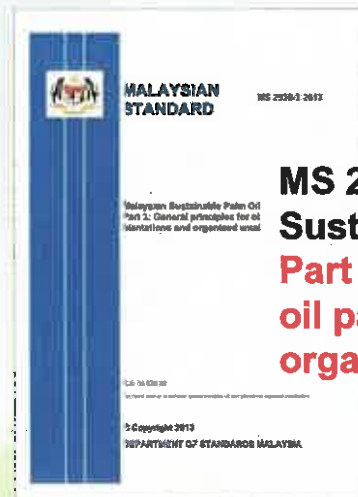 MALAYSIAN
STANDARD
MS 2530-3:2013
Malaysian Sustainable Palm Oil
Part 3: General principles for oil
plantations and organised small
© Copyright 2013
DEPARTMENT OF STANDARDS MALAYSIA
MS 2
Sust
Part
oil pa
orga